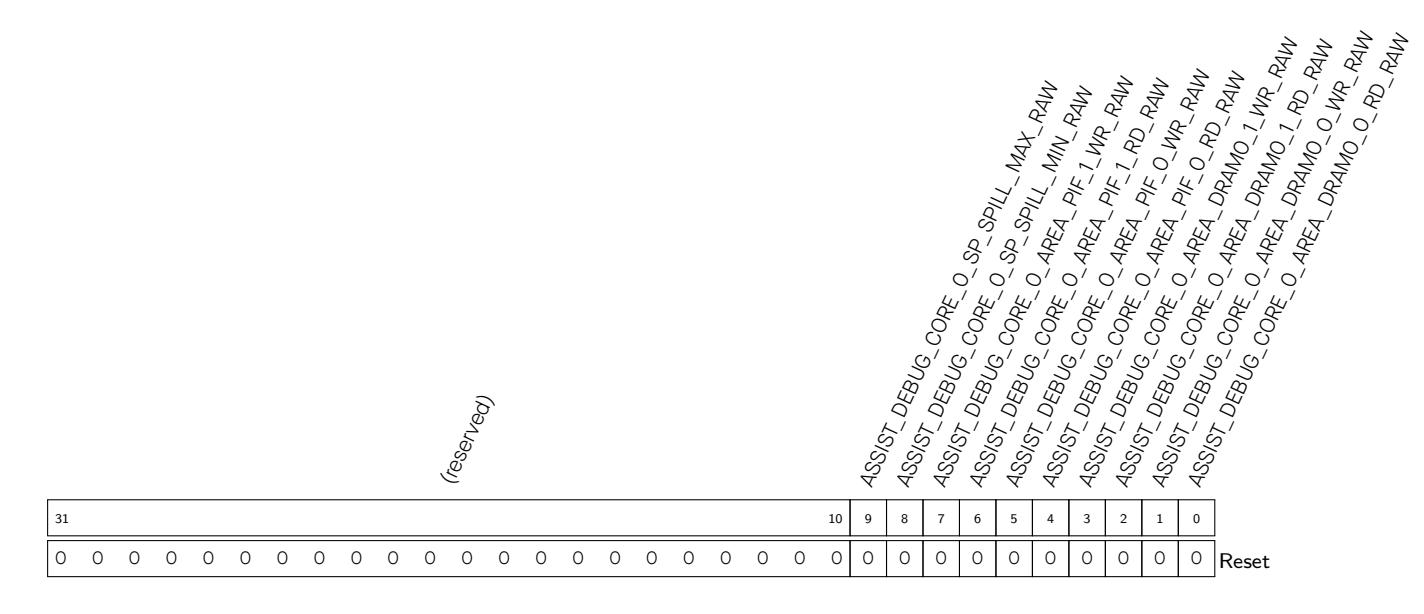 (reserved)
ASSIST_DEBUG_CORE_0_SP_SPILL_MAX_RAW
ASSIST_DEBUG_CORE_0_SP_SPILL_MIN_RAW
ASSIST_DEBUG_CORE_0_AREA_PIF_1_WR_RAW
ASSIST_DEBUG_CORE_0_AREA_PIF_1_RD_RAW
ASSIST_DEBUG_CORE_0_AREA_PIF_0_WR_RAW
ASSIST_DEBUG_CORE_0_AREA_PIF_0_RD_RAW
ASSIST_DEBUG_CORE_0_AREA_DRAM0_1_WR_RAW
ASSIST_DEBUG_CORE_0_AREA_DRAM0_1_RD_RAW
ASSIST_DEBUG_CORE_0_AREA_DRAM0_0_WR_RAW
ASSIST_DEBUG_CORE_0_AREA_DRAM0_0_RD_RAW
31 10 9 8 7 6 5 4 3 2 1 0
0 0 0 0 0 0 0 0 0 0 0 0 0 0 0 0 0 0 0 0 0 0 0 0 0 0 0 0 0 0 0 0 Reset